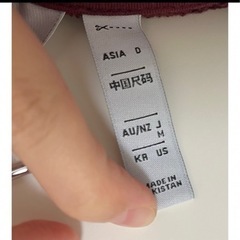 ASIA D
中国尺码
AU/NZ J
M
KR US
MADE IN
KISTAN